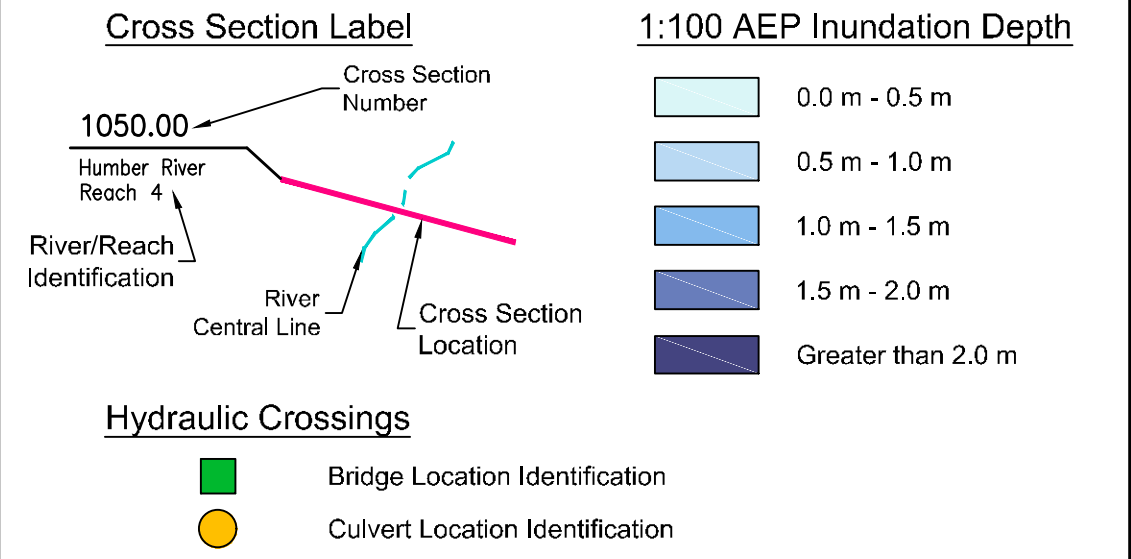 Cross Section Label
Cross Section
Number
1050.00
Humber River
Reach 4
River/Reach
Identification
River
Central Line
Cross Section
Location
1:100 AEP Inundation Depth
0.0 m - 0.5 m
0.5 m - 1.0 m
1.0 m - 1.5 m
1.5 m - 2.0 m
Greater than 2.0 m
Hydraulic Crossings
Bridge Location Identification
Culvert Location Identification